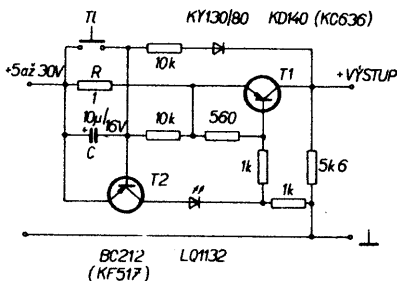 Tl KY130/80 KD140 (KC636)
+5až 30V
10k
T1
+VÝSTUP
R
1
10µ/16V
C
10k
560
1k
5k6
T2
1k
BC212
(KF517)
LQ1132